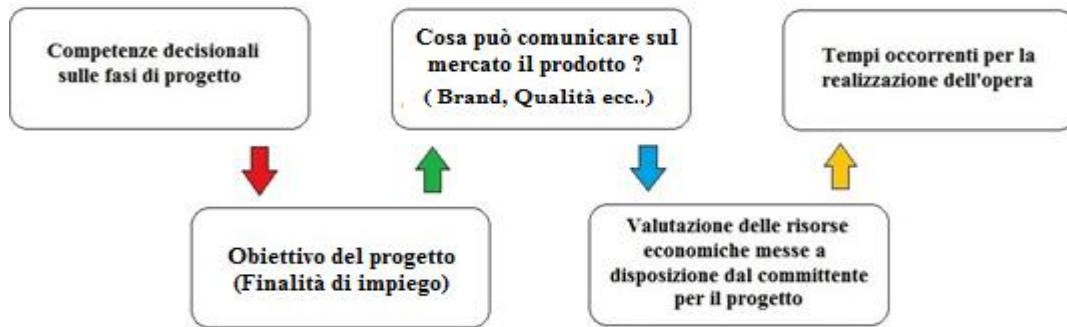 Competenze decisionali
sulle fasi di progetto
Cosa può comunicare sul
mercato il prodotto ?
( Brand, Qualità ecc..)
Tempi occorrenti per la
realizzazione dell'opera
Obiettivo del progetto
(Finalità di impiego)
Valutazione delle risorse
economiche messe a
disposizione dal committente
per il progetto